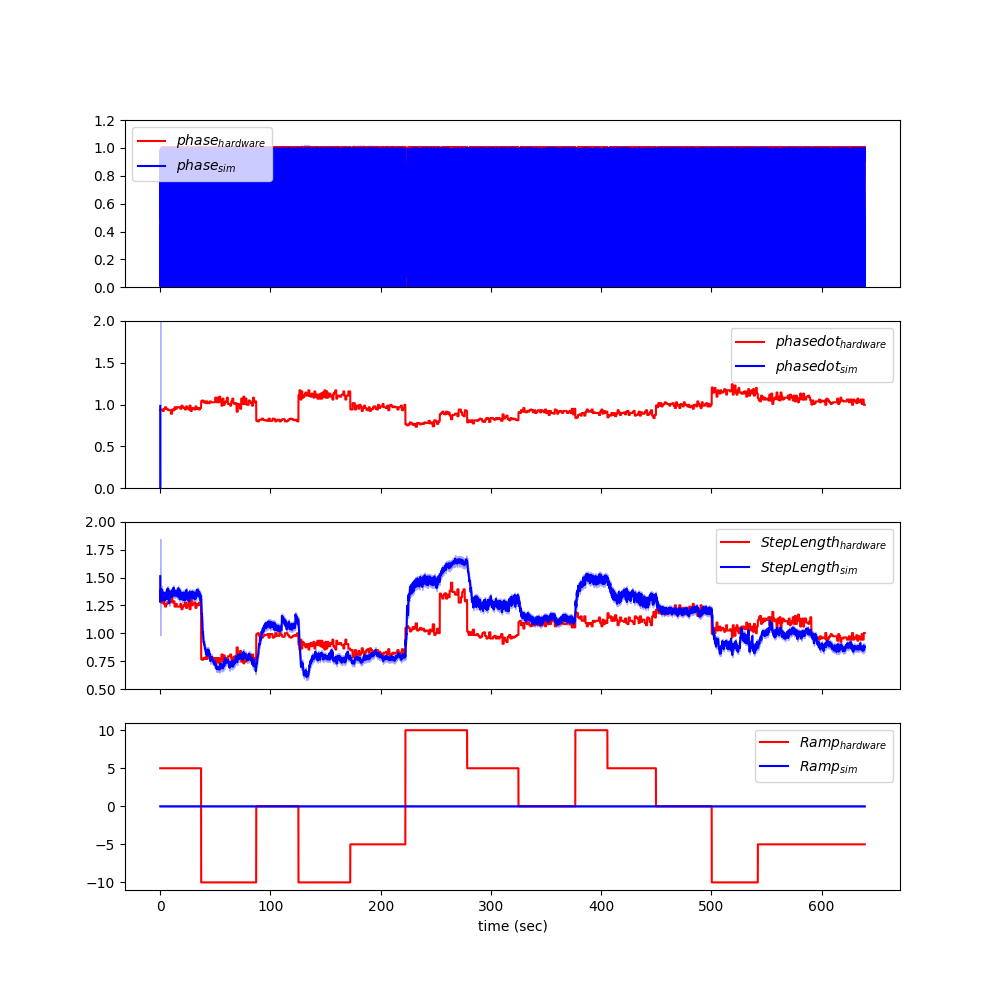 1.2
1.0
0.8
0.6
0.4
0.2
0.0
phase_hardware
phase_sim
2.0
1.5
1.0
0.5
0.0
phasedot_hardware
phasedot_sim
2.00
1.75
1.50
1.25
1.00
0.75
0.50
StepLength_hardware
StepLength_sim
10
5
0
−5
−10
Ramp_hardware
Ramp_sim
0 100 200 300 400 500 600
time (sec)